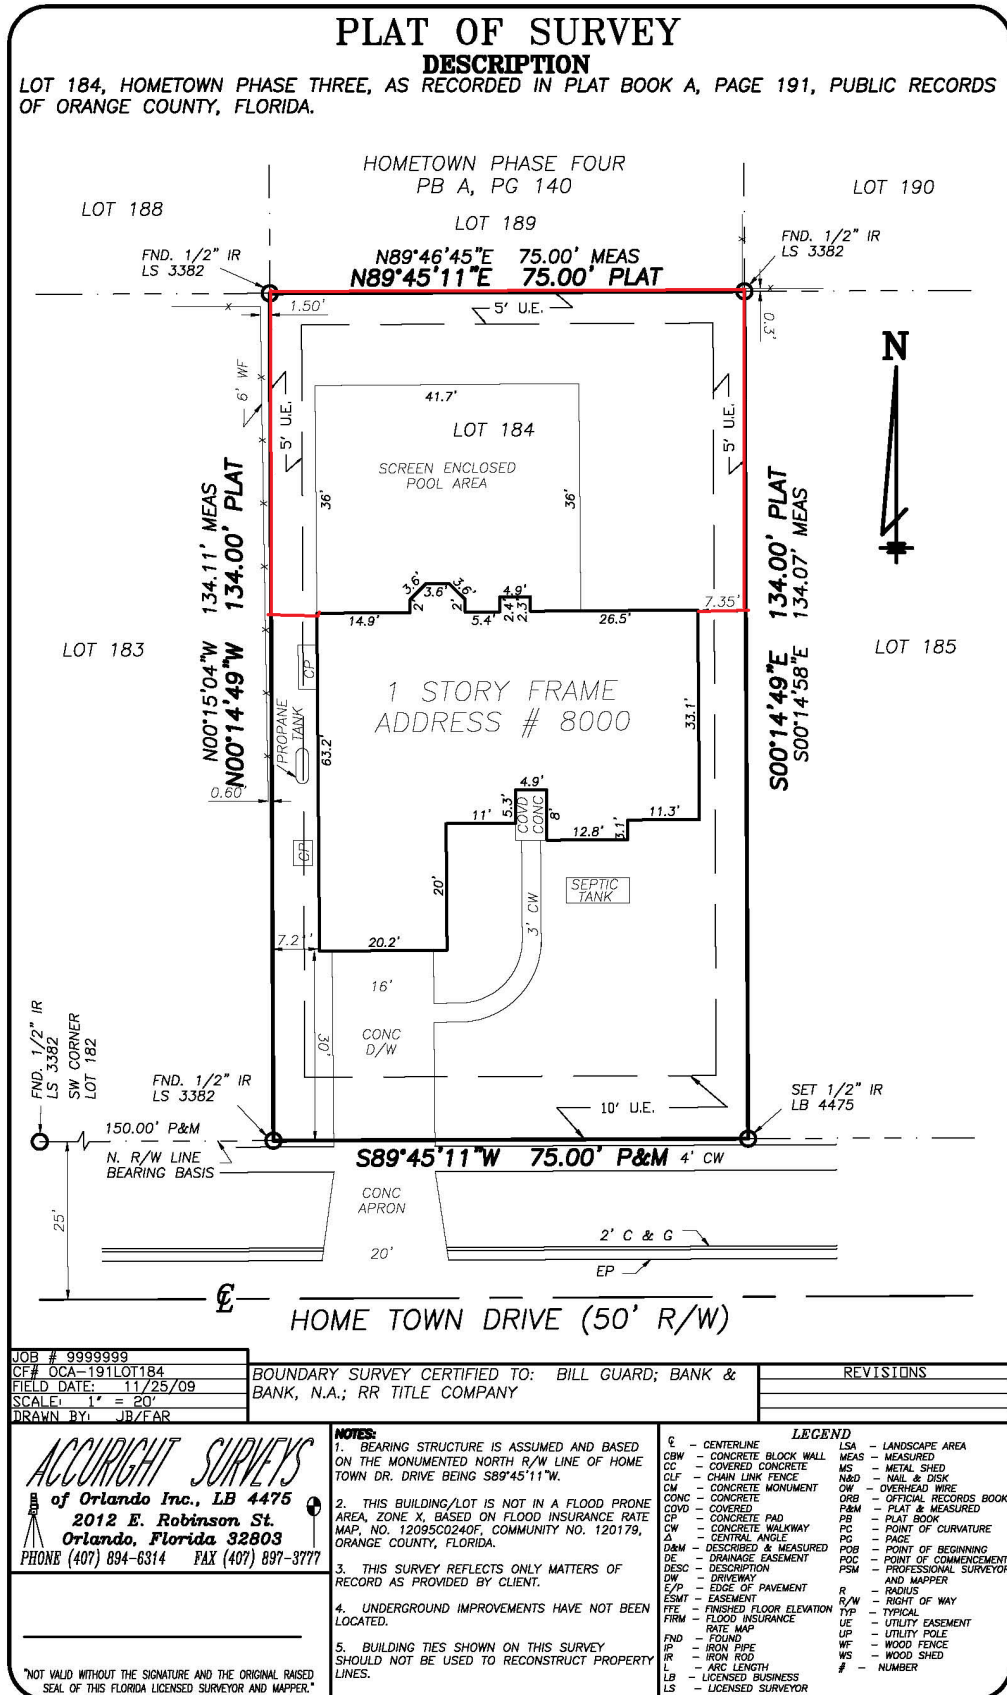 PLAT OF SURVEY
DESCRIPTION
LOT 184, HOMETOWN PHASE THREE, AS RECORDED IN PLAT BOOK A, PAGE 191, PUBLIC RECORDS
OF ORANGE COUNTY, FLORIDA.
HOMETOWN PHASE FOUR
PB A, PG 140
LOT 188
LOT 189
LOT 190
FND. 1/2" IR
LS 3382
N89°46'45"E 75.00' MEAS
N89°45'11"E 75.00' PLAT
FND. 1/2" IR
LS 3382
1.50'
5' U.E.
0.3'
N
6' WF
5' U.E.
5' U.E.
41.7'
LOT 184
SCREEN ENCLOSED
POOL AREA
36'
36'
134.11' MEAS
134.00' PLAT
N00°15'04"W
N00°14'49"W
134.00' PLAT
134.07' MEAS
S00°14'49"E
S00°14'58"E
3.6'
3.6'
3.6'
4.9'
2'
2'
2.4'
2.3'
14.9'
5.4'
26.5'
7.35'
LOT 183
LOT 185
CP
1 STORY FRAME
ADDRESS # 8000
PROPANE
TANK
63.2'
33.1'
0.60'
4.9'
5.3'
COVD
CONC
8'
11'
12.8'
3.1'
11.3'
CP
20'
SEPTIC
TANK
3' CW
7.21'
20.2'
16'
CONC
D/W
30'
FND. 1/2" IR
LS 3382
SW CORNER
LOT 182
FND. 1/2" IR
LS 3382
10' U.E.
SET 1/2" IR
LB 4475
150.00' P&M
N. R/W LINE
BEARING BASIS
S89°45'11"W 75.00' P&M
4' CW
25'
CONC
APRON
20'
2' C & G
EP
HOME TOWN DRIVE (50' R/W)
JOB # 9999999
CF# OCA-191LOT184
FIELD DATE: 11/25/09
SCALE: 1" = 20'
DRAWN BY: JB/FAR
BOUNDARY SURVEY CERTIFIED TO: BILL GUARD; BANK &
BANK, N.A.; RR TITLE COMPANY
REVISIONS
ACCURIGHT SURVEYS
of Orlando Inc., LB 4475
2012 E. Robinson St.
Orlando, Florida 32803
PHONE (407) 894-6314 FAX (407) 897-3777
"NOT VALID WITHOUT THE SIGNATURE AND THE ORIGINAL RAISED
SEAL OF THIS FLORIDA LICENSED SURVEYOR AND MAPPER."
NOTES:
1. BEARING STRUCTURE IS ASSUMED AND BASED
ON THE MONUMENTED NORTH R/W LINE OF HOME
TOWN DR. DRIVE BEING S89°45'11"W.
2. THIS BUILDING/LOT IS NOT IN A FLOOD PRONE
AREA, ZONE X, BASED ON FLOOD INSURANCE RATE
MAP, NO. 12095C0240F, COMMUNITY NO. 120179,
ORANGE COUNTY, FLORIDA.
3. THIS SURVEY REFLECTS ONLY MATTERS OF
RECORD AS PROVIDED BY CLIENT.
4. UNDERGROUND IMPROVEMENTS HAVE NOT BEEN
LOCATED.
5. BUILDING TIES SHOWN ON THIS SURVEY
SHOULD NOT BE USED TO RECONSTRUCT PROPERTY
LINES.
LEGEND
℄ – CENTERLINE
CBW – CONCRETE BLOCK WALL
CC – COVERED CONCRETE
CLF – CHAIN LINK FENCE
CM – CONCRETE MONUMENT
CONC – CONCRETE
COVD – COVERED
CP – CONCRETE PAD
CW – CONCRETE WALKWAY
Δ – CENTRAL ANGLE
D&M – DESCRIBED & MEASURED
DE – DRAINAGE EASEMENT
DESC – DESCRIPTION
DW – DRIVEWAY
E/P – EDGE OF PAVEMENT
ESMT – EASEMENT
FFE – FINISHED FLOOR ELEVATION
FIRM – FLOOD INSURANCE
RATE MAP
FND – FOUND
IP – IRON PIPE
IR – IRON ROD
L – ARC LENGTH
LB – LICENSED BUSINESS
LS – LICENSED SURVEYOR
LSA – LANDSCAPE AREA
MEAS – MEASURED
MS – METAL SHED
N&D – NAIL & DISK
OW – OVERHEAD WIRE
ORB – OFFICIAL RECORDS BOOK
P&M – PLAT & MEASURED
PB – PLAT BOOK
PC – POINT OF CURVATURE
PG – PAGE
POB – POINT OF BEGINNING
POC – POINT OF COMMENCEMENT
PSM – PROFESSIONAL SURVEYOR
AND MAPPER
R – RADIUS
R/W – RIGHT OF WAY
TYP – TYPICAL
UE – UTILITY EASEMENT
UP – UTILITY POLE
WF – WOOD FENCE
WS – WOOD SHED
# – NUMBER